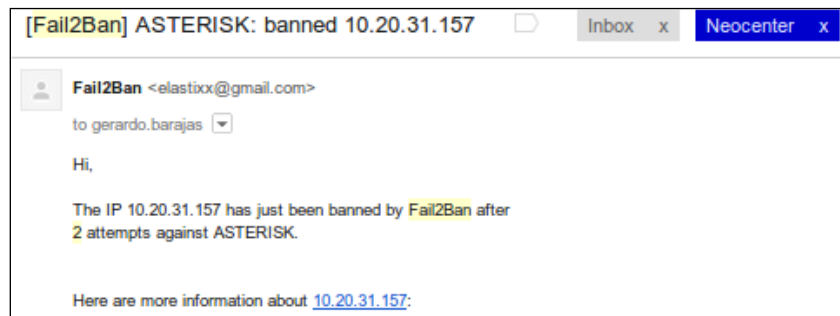 [Fail2Ban] ASTERISK: banned 10.20.31.157 Inbox x Neocenter x
Fail2Ban <elastixx@gmail.com>
to gerardo.barajas
Hi,
The IP 10.20.31.157 has just been banned by Fail2Ban after
2 attempts against ASTERISK.
Here are more information about 10.20.31.157: